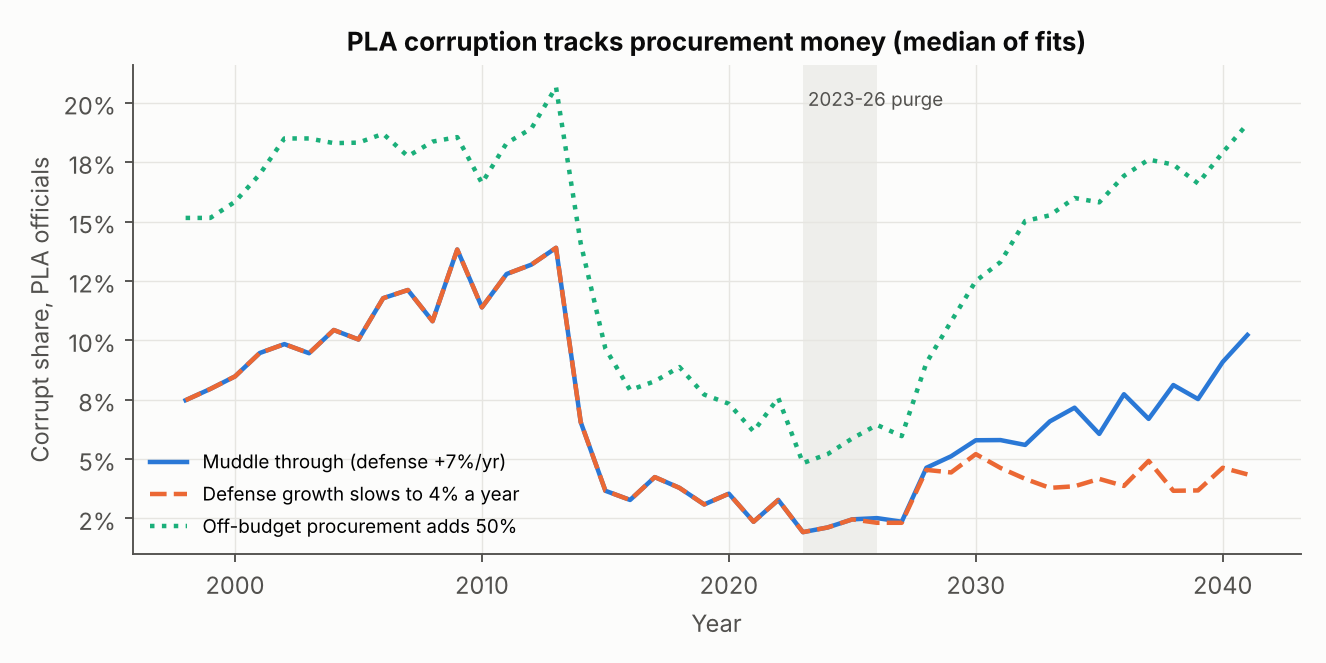 PLA corruption tracks procurement money (median of fits)
2023-26 purge
20%
18%
15%
12%
10%
8%
5%
2%
Corrupt share, PLA officials
Muddle through (defense +7%/yr)
Defense growth slows to 4% a year
Off-budget procurement adds 50%
2000 2010 2020 2030 2040
Year